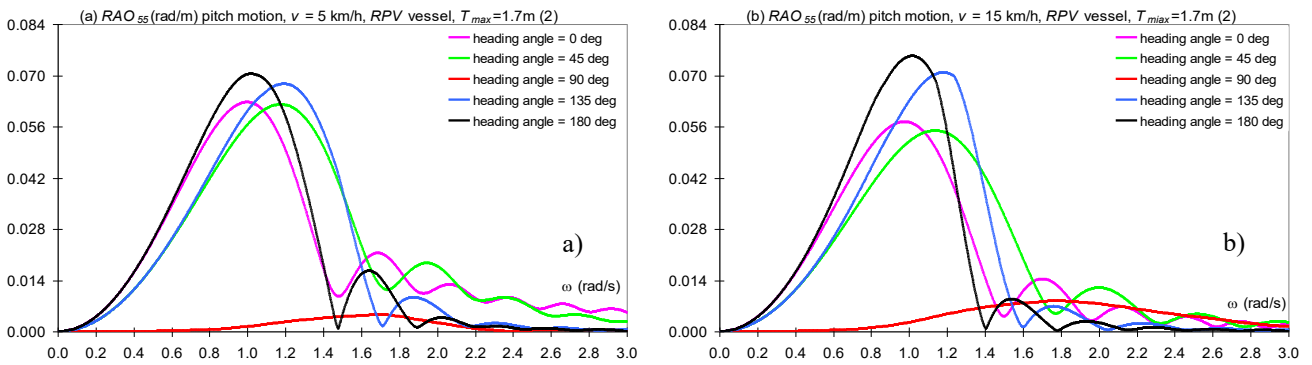 (a) RAO 55 (rad/m) pitch motion, v = 5 km/h, RPV vessel, T max =1.7m (2)
0.084
0.070
0.056
0.042
0.028
0.014
0.000
heading angle = 0 deg
heading angle = 45 deg
heading angle = 90 deg
heading angle = 135 deg
heading angle = 180 deg
a)
ω (rad/s)
0.0 0.2 0.4 0.6 0.8 1.0 1.2 1.4 1.6 1.8 2.0 2.2 2.4 2.6 2.8 3.0
(b) RAO 55 (rad/m) pitch motion, v = 15 km/h, RPV vessel, T miax =1.7m (2)
0.084
0.070
0.056
0.042
0.028
0.014
0.000
heading angle = 0 deg
heading angle = 45 deg
heading angle = 90 deg
heading angle = 135 deg
heading angle = 180 deg
b)
ω (rad/s)
0.0 0.2 0.4 0.6 0.8 1.0 1.2 1.4 1.6 1.8 2.0 2.2 2.4 2.6 2.8 3.0